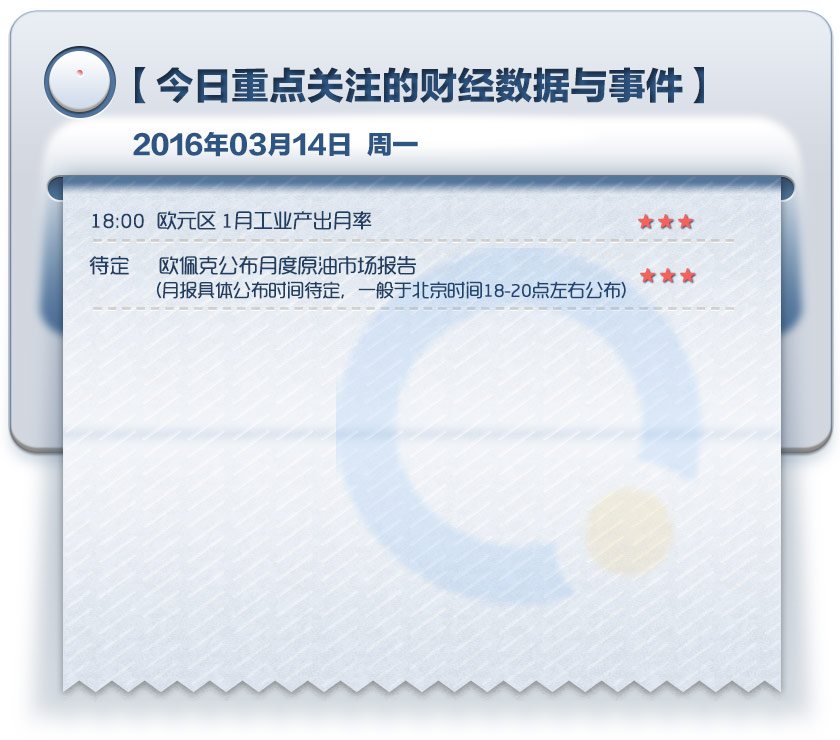 【今日重点关注的财经数据与事件】
2016年03月14日 周一
18:00 欧元区 1月工业产出月率 ★★★
待定 欧佩克公布月度原油市场报告 ★★★
(月报具体公布时间待定，一般于北京时间18-20点左右公布)